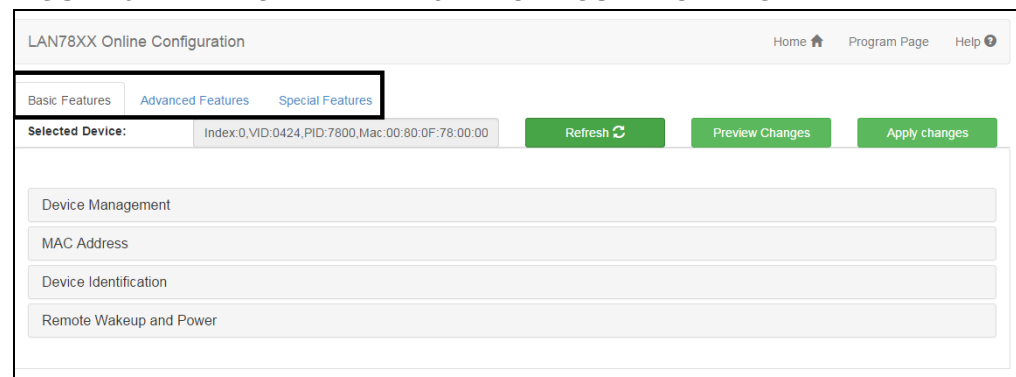 LAN78XX Online Configuration Home Program Page Help
Basic Features Advanced Features Special Features
Selected Device: Index:0,VID:0424,PID:7800,Mac:00:80:0F:78:00:00 Refresh Preview Changes Apply changes
Device Management
MAC Address
Device Identification
Remote Wakeup and Power